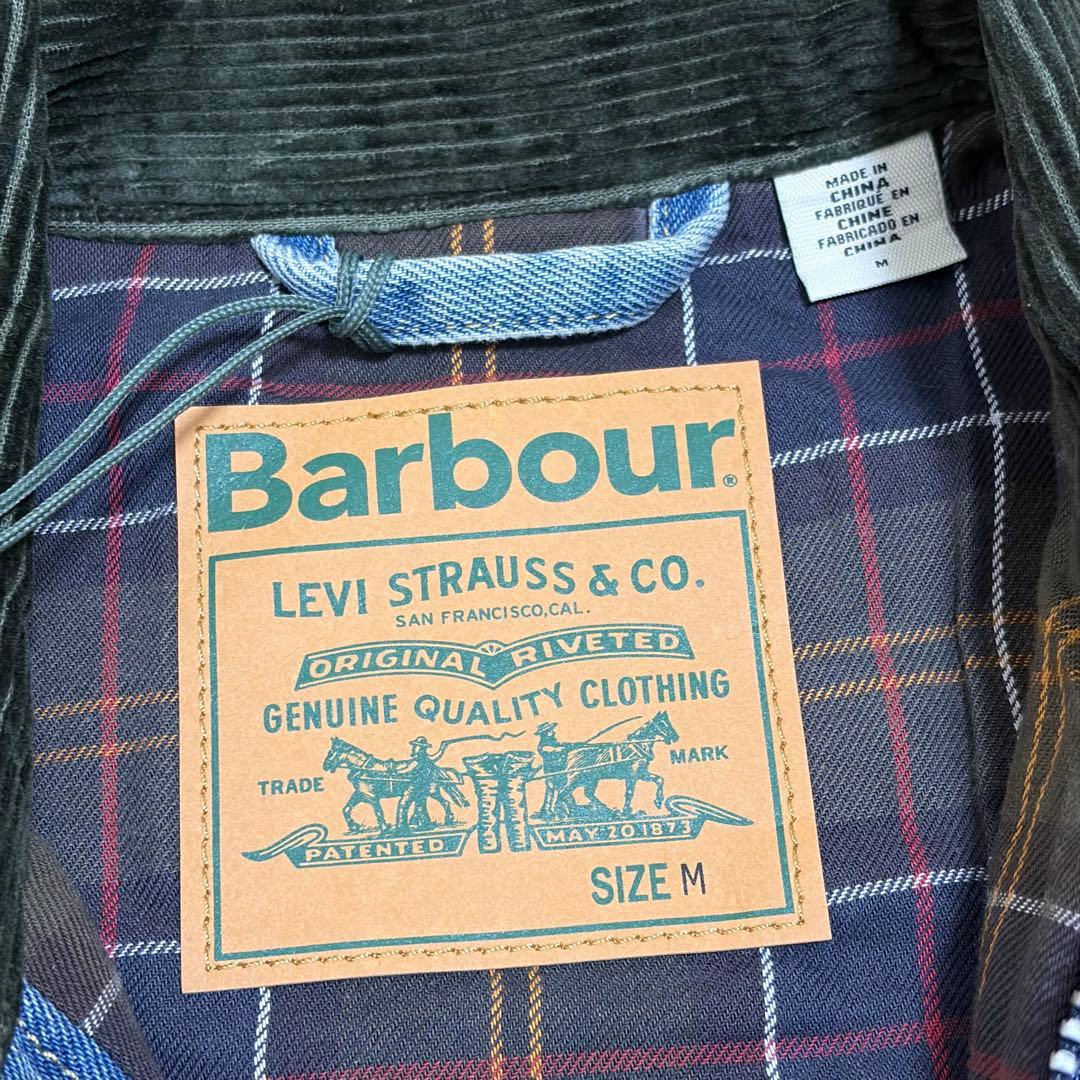 MADE IN
CHINA
FABRIQUÉ EN
CHINE
FABRICADO EN
CHINA
M
Barbour®
LEVI STRAUSS & CO.
SAN FRANCISCO, CAL.
ORIGINAL RIVETED
GENUINE QUALITY CLOTHING
TRADE MARK
PATENTED MAY 20 1873
SIZE M